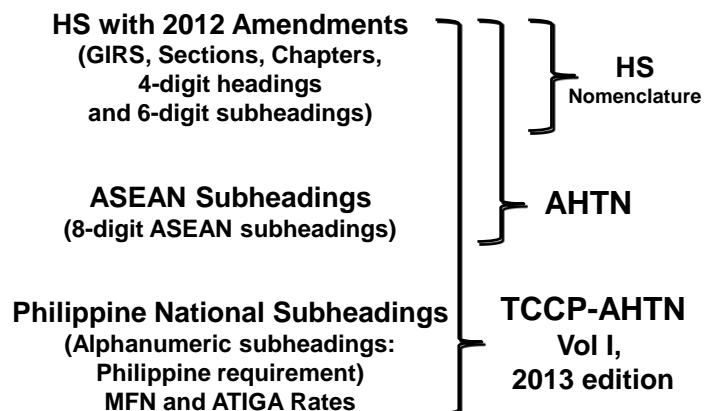 HS with 2012 Amendments
(GIRS, Sections, Chapters,
4-digit headings
and 6-digit subheadings)
HS
Nomenclature
ASEAN Subheadings
(8-digit ASEAN subheadings)
AHTN
Philippine National Subheadings
(Alphanumeric subheadings:
Philippine requirement)
MFN and ATIGA Rates
TCCP-AHTN
Vol I,
2013 edition